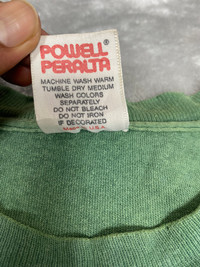 POWELL ®
PERALTA
MACHINE WASH WARM
TUMBLE DRY MEDIUM
WASH COLORS
SEPARATELY
DO NOT BLEACH
DO NOT IRON
IF DECORATED
U.S.A.